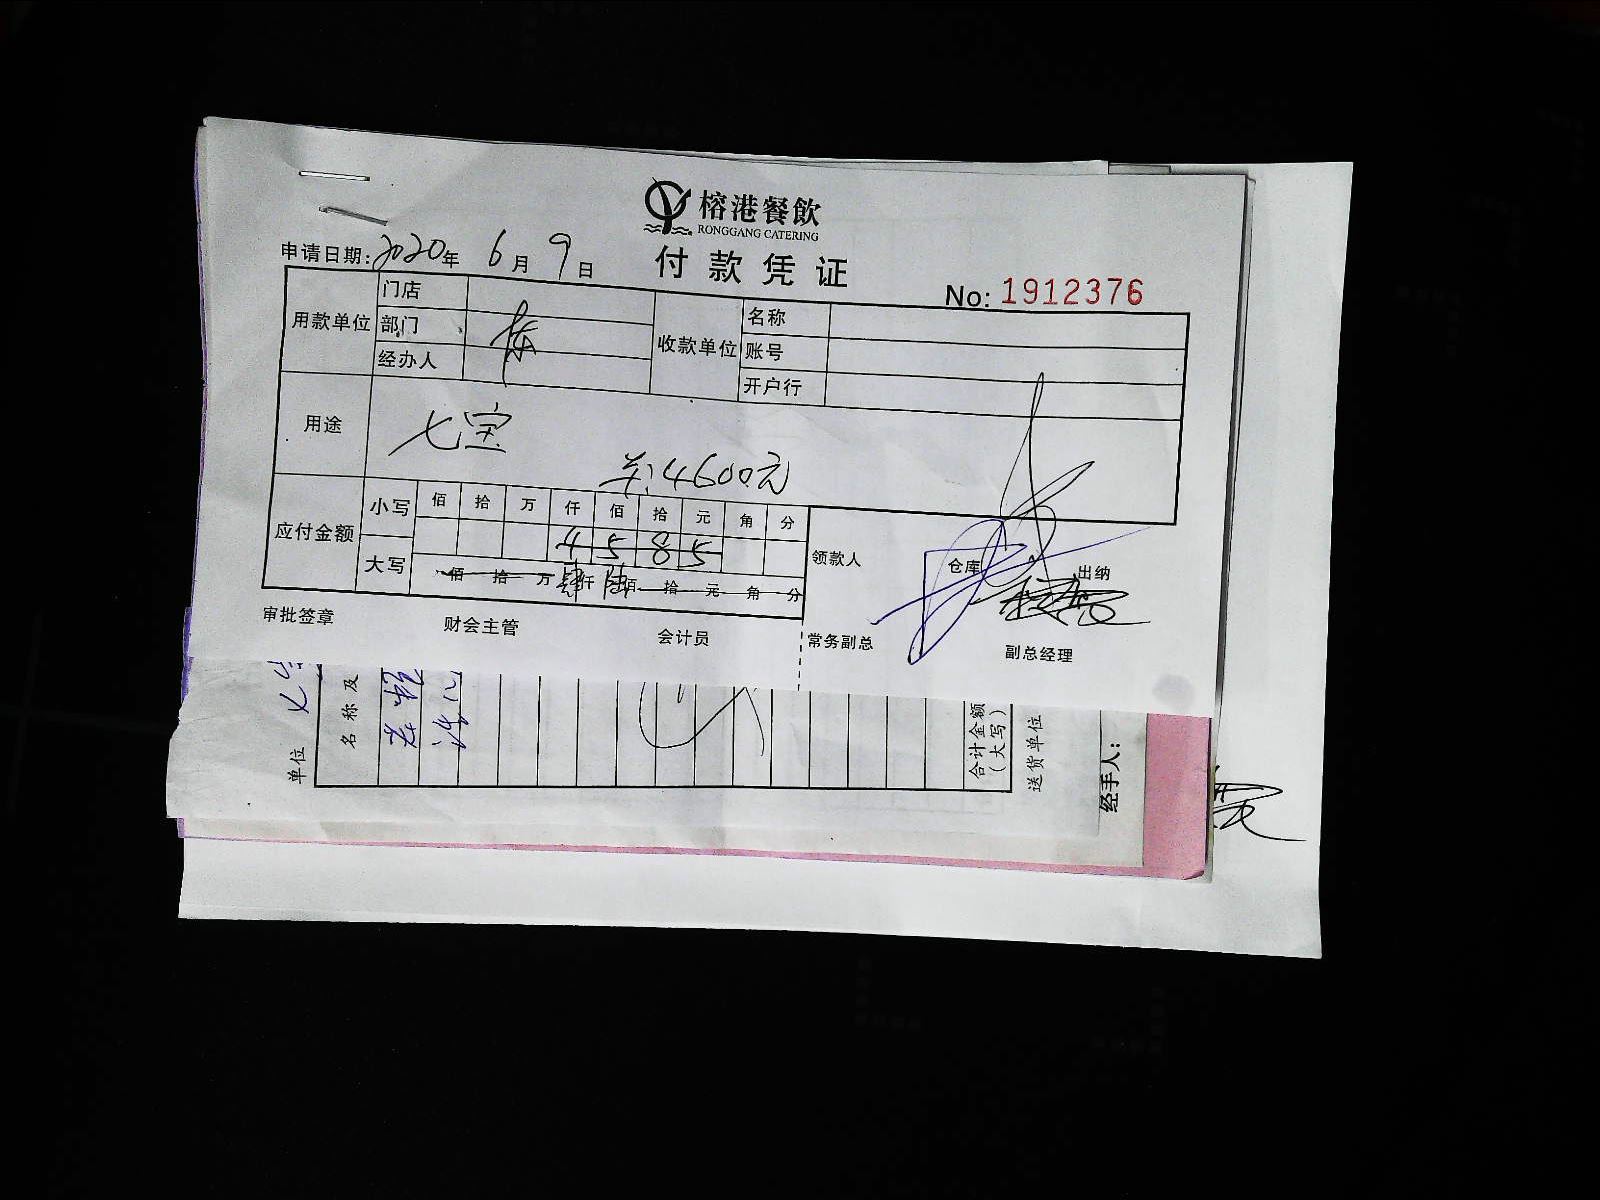 榕港餐飲
RONGGANG CATERING
付款凭证
申请日期：2020年 6月 9日
No: 1912376
用款单位 门店 收款单位 名称
部门 账号
经办人 开户行
用途 七宝
共：4600元
应付金额 小写 佰 拾 万 仟 佰 拾 元 角 分
4 5 8 5
大写 佰 拾 万 肆仟 陆佰 拾 元 角 分
领款人 仓库 出纳
审批签章 财会主管 会计员 常务副总 副总经理
单位
名称及
合计金额
（大写）
送货单位
经手人：